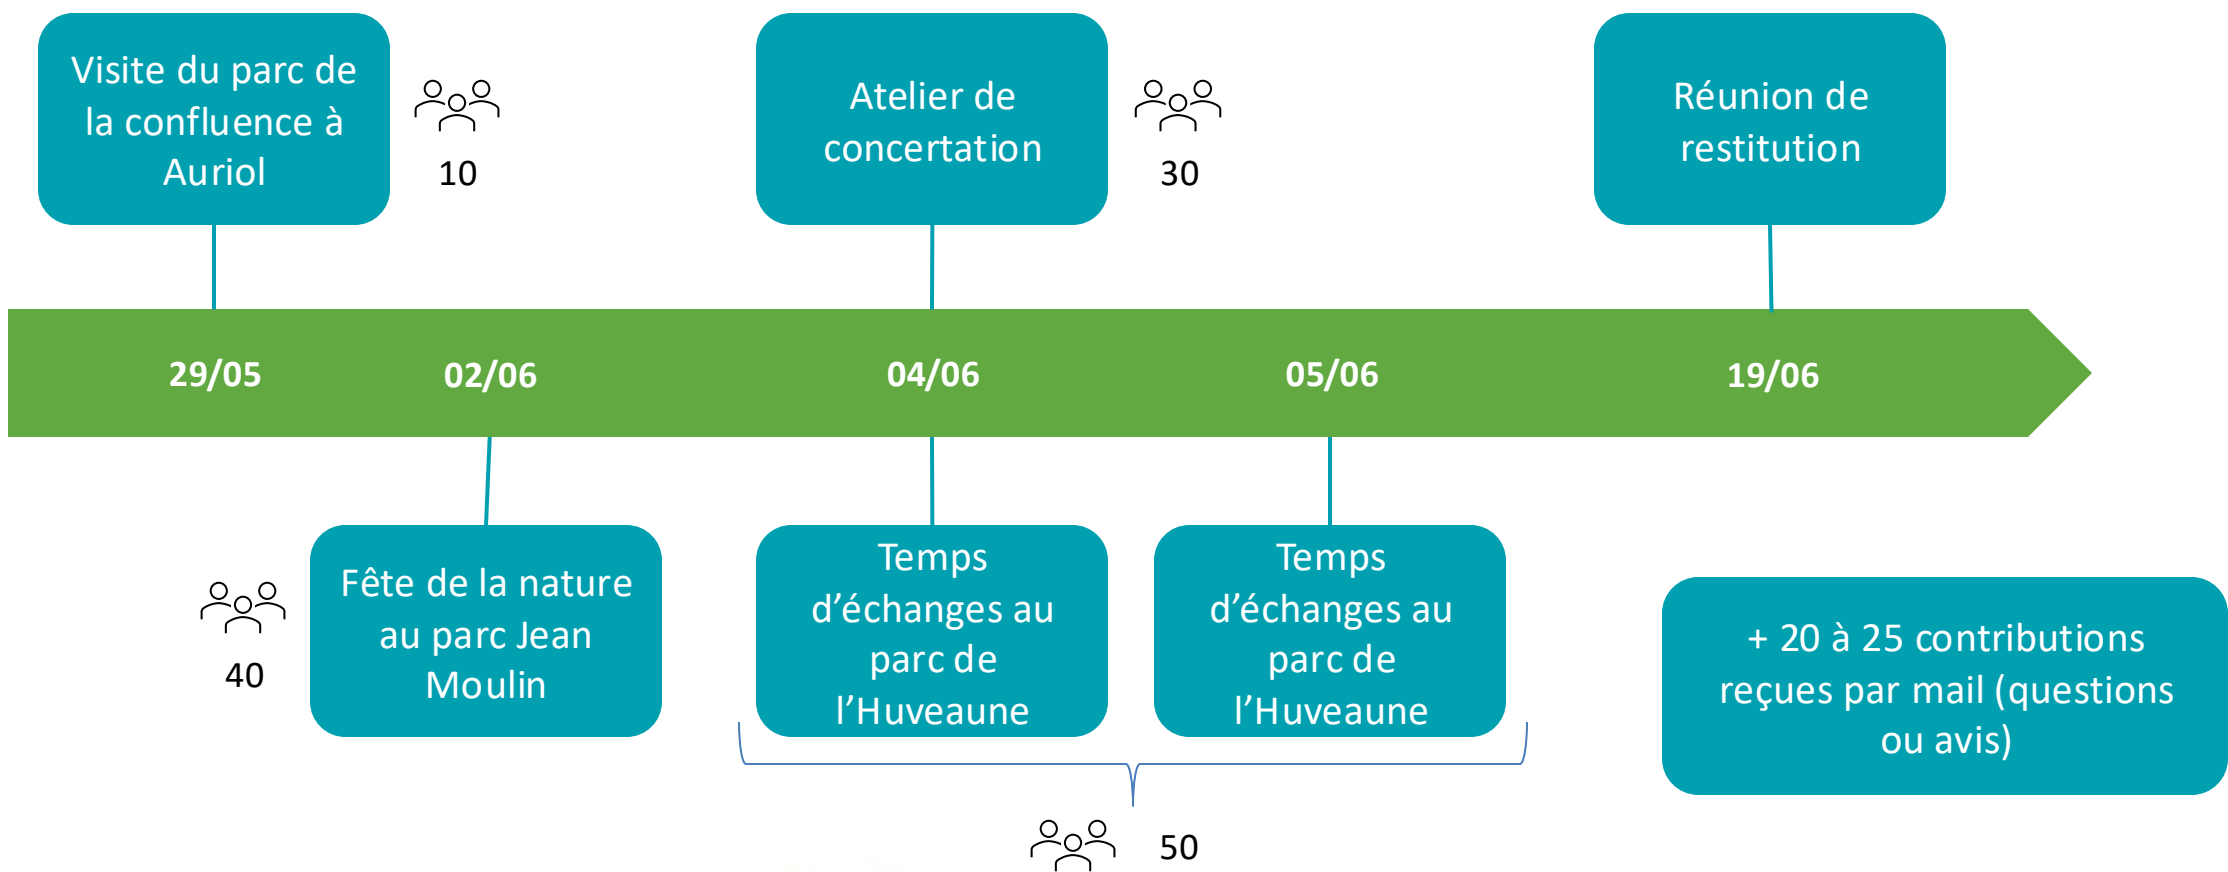 Visite du parc de
la confluence à
Auriol
10
Atelier de
concertation
30
Réunion de
restitution
29/05
02/06
04/06
05/06
19/06
40
Fête de la nature
au parc Jean
Moulin
Temps
d’échanges au
parc de
l’Huveaune
Temps
d’échanges au
parc de
l’Huveaune
50
+ 20 à 25 contributions
reçues par mail (questions
ou avis)